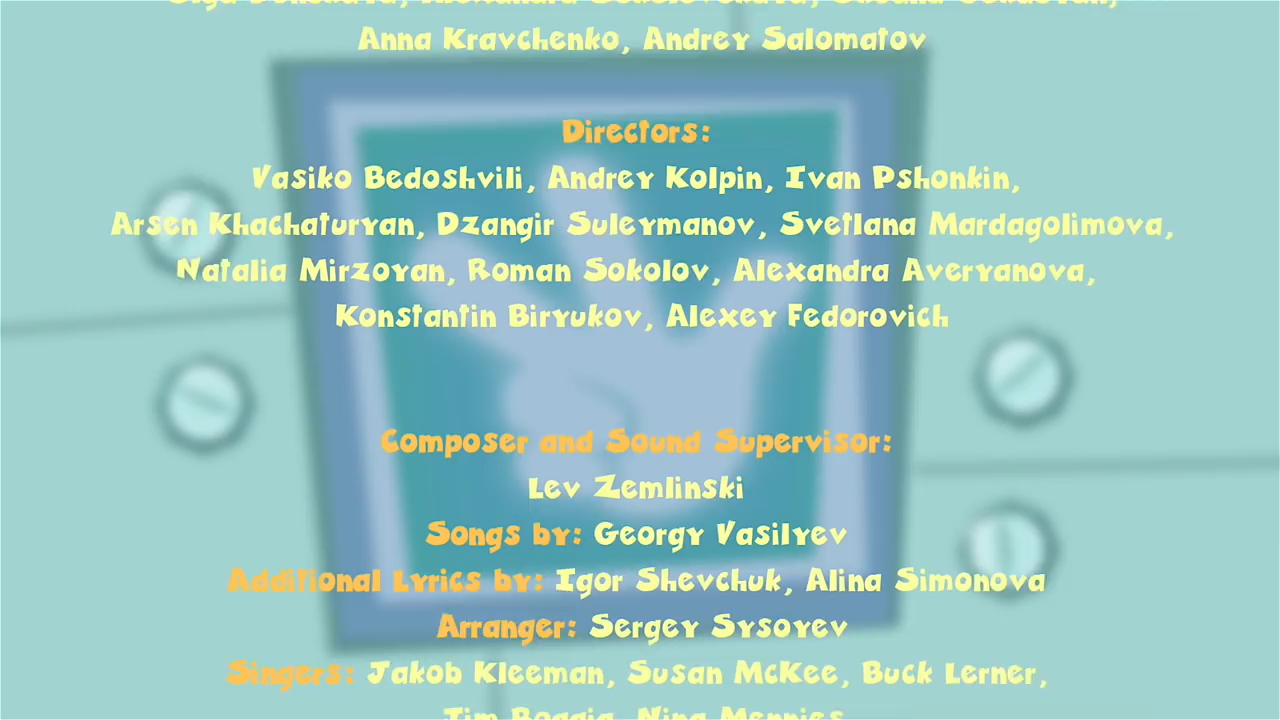 Anna Kravchenko, Andrey Salomatov
Directors:
Vasiko Bedoshvili, Andrey Kolpin, Ivan Pshonkin,
Arsen Khachaturyan, Dzangir Suleymanov, Svetlana Mardagolimova,
Natalia Mirzoyan, Roman Sokolov, Alexandra Averyanova,
Konstantin Biryukov, Alexey Fedorovich
Composer and Sound Supervisor:
Lev Zemlinski
Songs by: Georgy Vasilyev
Additional Lyrics by: Igor Shevchuk, Alina Simonova
Arranger: Sergey Sysoyev
Singers: Jakob Kleeman, Susan McKee, Buck Lerner,